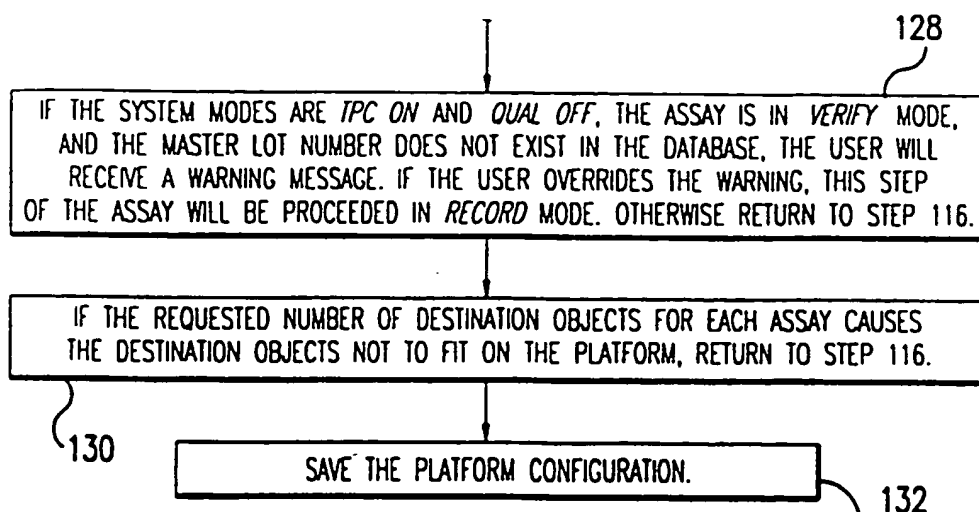 128
IF THE SYSTEM MODES ARE TPC ON AND QUAL OFF, THE ASSAY IS IN VERIFY MODE,
AND THE MASTER LOT NUMBER DOES NOT EXIST IN THE DATABASE, THE USER WILL
RECEIVE A WARNING MESSAGE. IF THE USER OVERRIDES THE WARNING, THIS STEP
OF THE ASSAY WILL BE PROCEEDED IN RECORD MODE. OTHERWISE RETURN TO STEP 116.
IF THE REQUESTED NUMBER OF DESTINATION OBJECTS FOR EACH ASSAY CAUSES
THE DESTINATION OBJECTS NOT TO FIT ON THE PLATFORM, RETURN TO STEP 116.
130
SAVE THE PLATFORM CONFIGURATION.
132